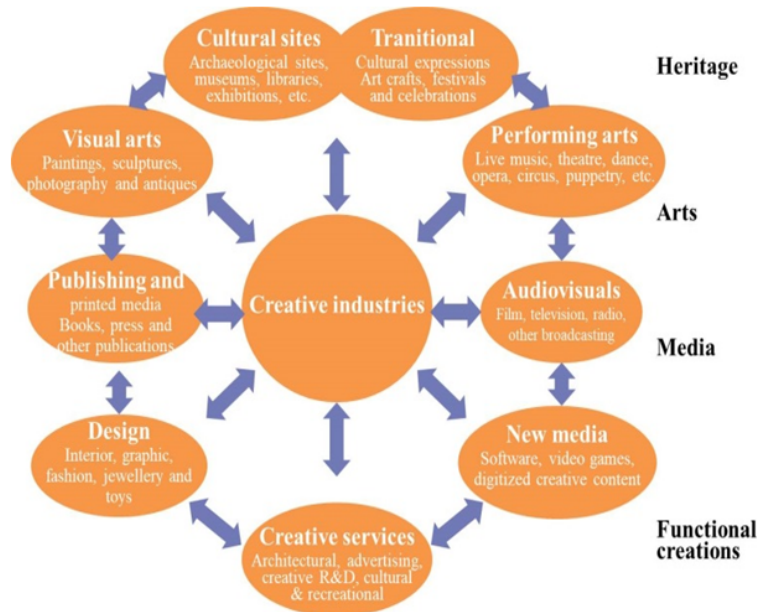 Cultural sites
Archaeological sites,
museums, libraries,
exhibitions, etc.
Tranitional
Cultural expressions
Art crafts, festivals
and celebrations
Heritage
Visual arts
Paintings, sculptures,
photography and antiques
Performing arts
Live music, theatre, dance,
opera, circus, puppetry, etc.
Arts
Publishing and
printed media
Books, press and
other publications
Creative industries
Audiovisuals
Film, television, radio,
other broadcasting
Media
Design
Interior, graphic,
fashion, jewellery and
toys
New media
Software, video games,
digitized creative content
Creative services
Architectural, advertising,
creative R&D, cultural
& recreational
Functional
creations